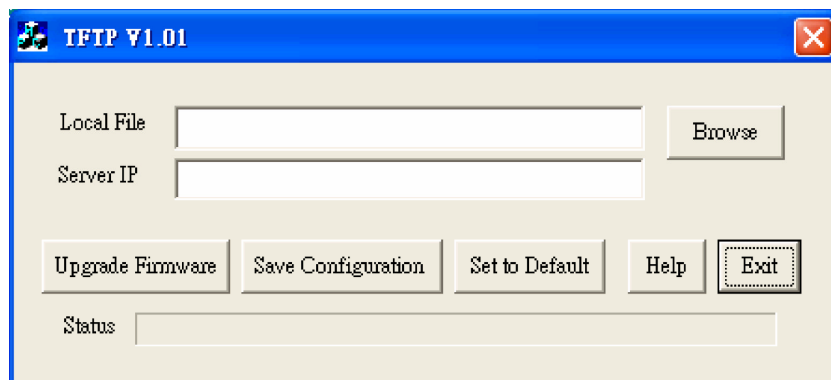 TFTP V1.01
Local File
Browse
Server IP
Upgrade Firmware Save Configuration Set to Default Help Exit
Status